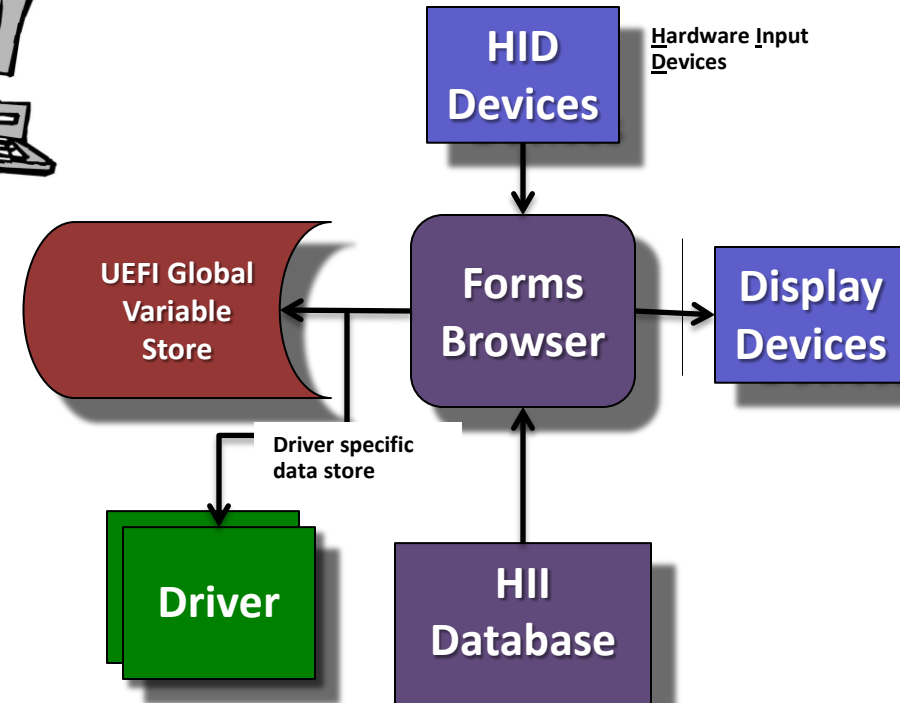 HID
Devices
Hardware Input
Devices
UEFI Global
Variable
Store
Forms
Browser
Display
Devices
Driver specific
data store
Driver
HII
Database